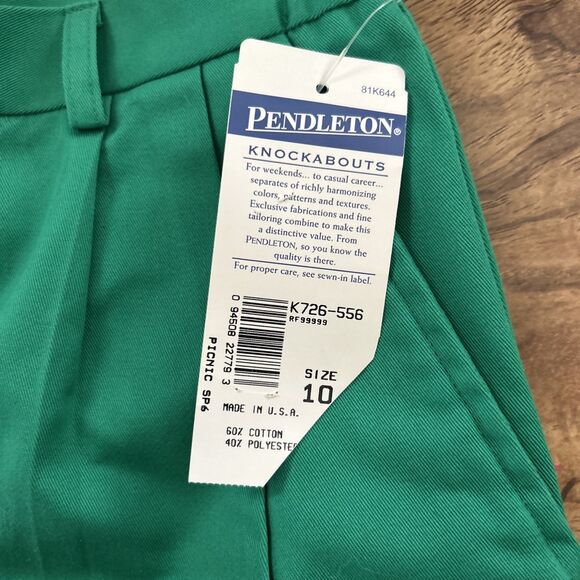 81K644
PENDLETON®
KNOCKABOUTS
For weekends... to casual career...
separates of richly harmonizing
colors, patterns and textures.
Exclusive fabrications and fine
tailoring combine to make this
a distinctive value. From
PENDLETON, so you know the
quality is there.
For proper care, see sewn-in label.
K726-556
RF99999
0 94508 22779 3
PICNIC SP6
SIZE
10
MADE IN U.S.A.
60% COTTON
40% POLYESTER